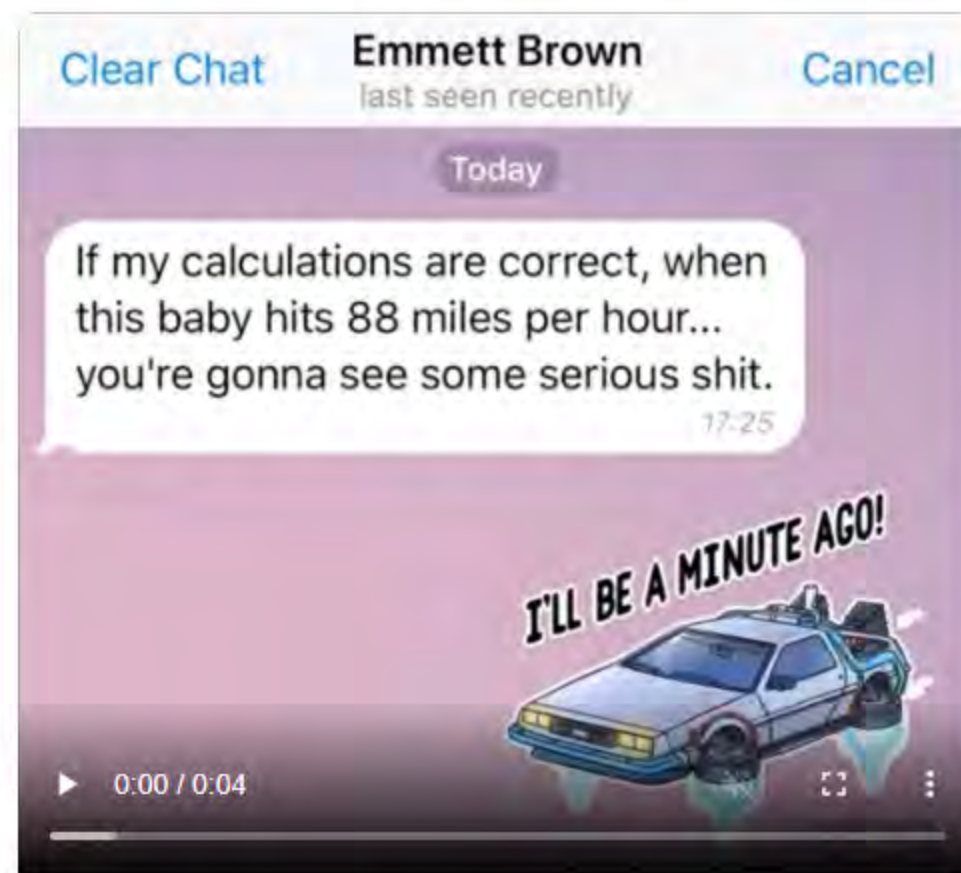 Clear Chat Emmett Brown Cancel
last seen recently
Today
If my calculations are correct, when
this baby hits 88 miles per hour...
you're gonna see some serious shit.
17:25
I'LL BE A MINUTE AGO!
0:00 / 0:04